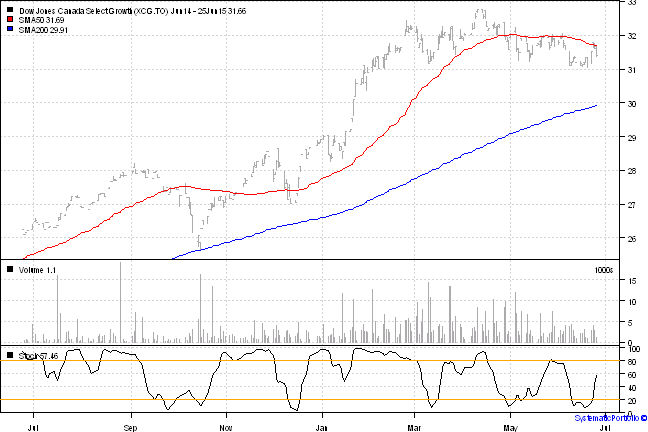 Dow Jones Canada Select Growth (XCG.TO) Jun 14 - 25 Jun 15 31.66
SMA50 31.69
SMA200 29.91
33
32
31
30
29
28
27
26
Volume 1.1
1000s
15
10
5
0
Stock 57.46
100
80
60
40
20
0
Jul Sep Nov Jan Mar May Jul
SystematicPortfolio ©